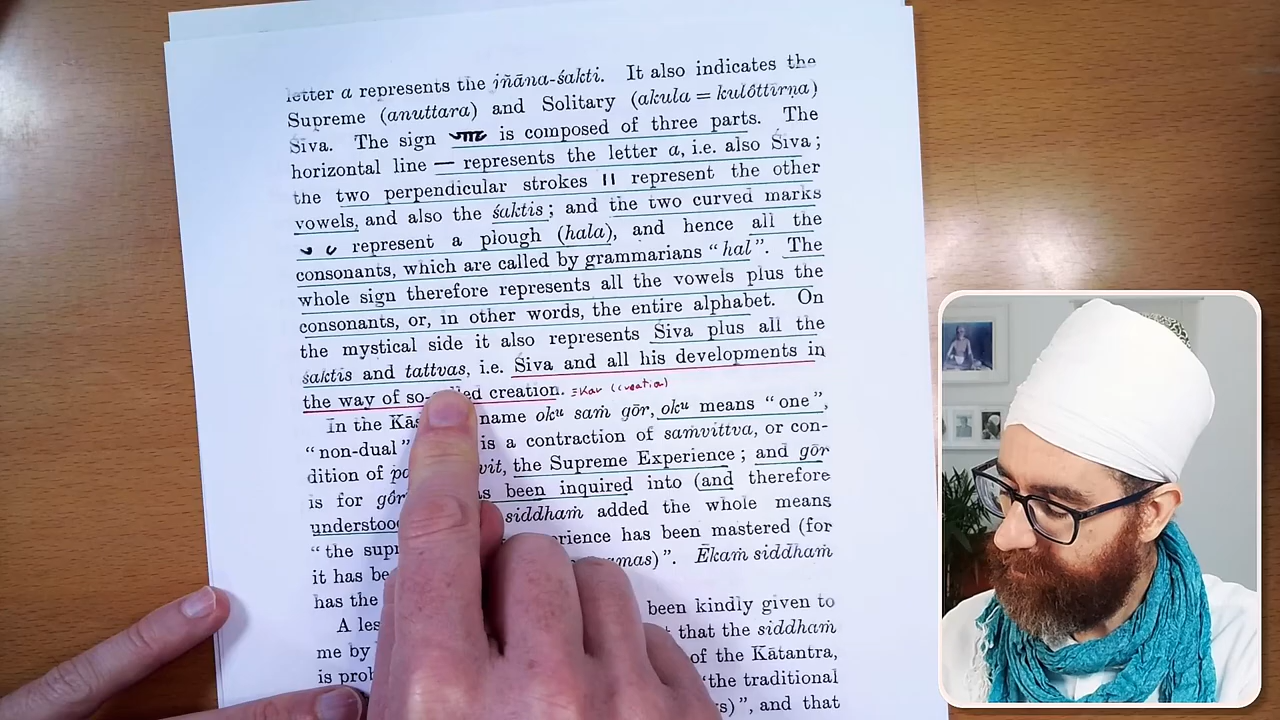 letter a represents the jñāna-śakti. It also indicates the
Supreme (anuttara) and Solitary (akula = kulôttīrṇa)
Śiva. The sign is composed of three parts. The
horizontal line — represents the letter a, i.e. also Śiva;
the two perpendicular strokes ıı represent the other
vowels, and also the śaktis; and the two curved marks
represent a plough (hala), and hence all the
consonants, which are called by grammarians “hal”. The
whole sign therefore represents all the vowels plus the
consonants, or, in other words, the entire alphabet. On
the mystical side it also represents Śiva plus all the
śaktis and tattvas, i.e. Śiva and all his developments in
the way of so-called creation.
In the name okᵘ saṁ gōr, okᵘ means “one”,
“non-dual” is a contraction of saṁvittva, or con-
dition of the Supreme Experience; and gōr
is for been inquired into (and therefore
understood siddhaṁ added the whole means
“the has been mastered (for
it has Ēkaṁ siddhaṁ
has the been kindly given to
A that the siddhaṁ
me by of the Kātantra,
is “the traditional
and that